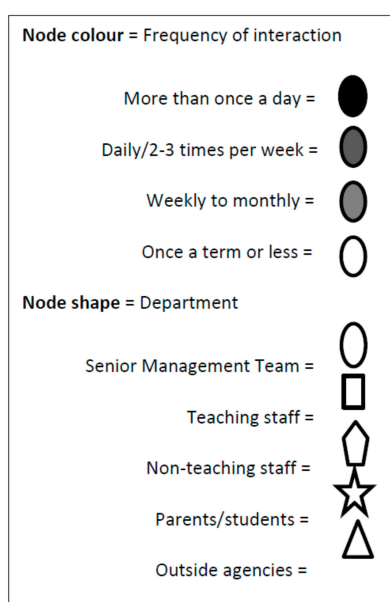 Node colour = Frequency of interaction
More than once a day =
Daily/2-3 times per week =
Weekly to monthly =
Once a term or less =
Node shape = Department
Senior Management Team =
Teaching staff =
Non-teaching staff =
Parents/students =
Outside agencies =